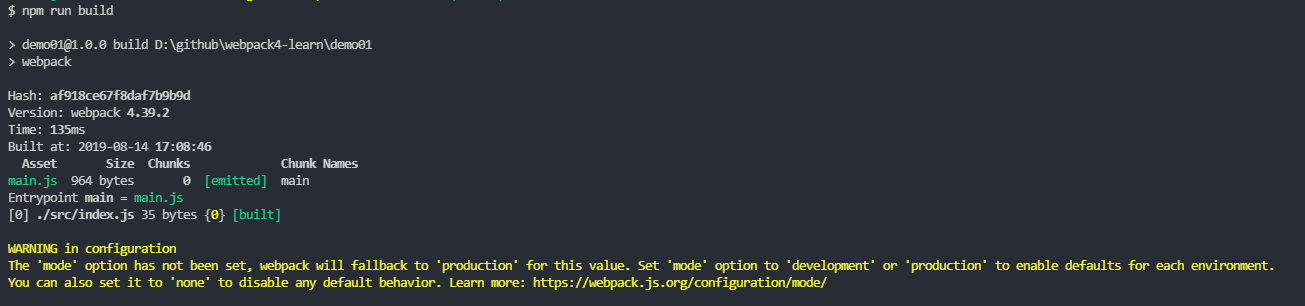 $ npm run build
> demo01@1.0.0 build D:\github\webpack4-learn\demo01
> webpack
Hash: af918ce67f8daf7b9b9d
Version: webpack 4.39.2
Time: 135ms
Built at: 2019-08-14 17:08:46
Asset Size Chunks Chunk Names
main.js 964 bytes 0 [emitted] main
Entrypoint main = main.js
[0] ./src/index.js 35 bytes {0} [built]
WARNING in configuration
The 'mode' option has not been set, webpack will fallback to 'production' for this value. Set 'mode' option to 'development' or 'production' to enable defaults for each environment.
You can also set it to 'none' to disable any default behavior. Learn more: https://webpack.js.org/configuration/mode/